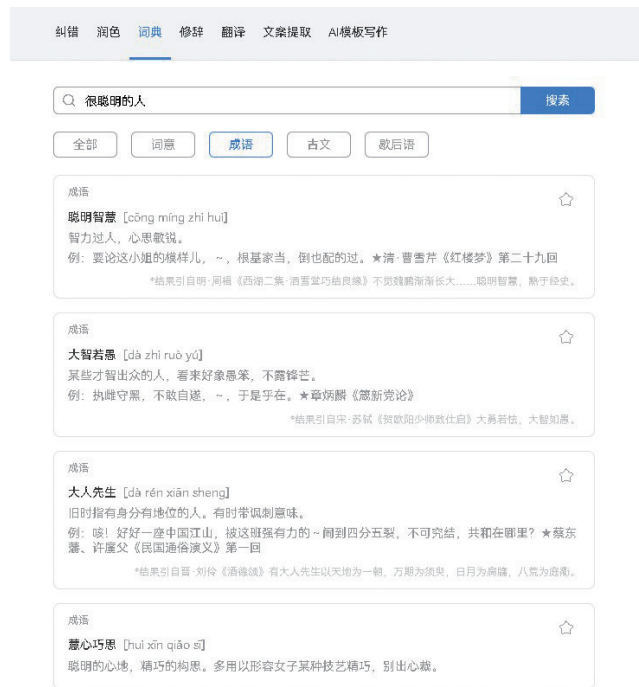 纠错 润色 词典 修辞 翻译 文案提取 AI模板写作
很聪明的人 搜索
全部 词意 成语 古文 歇后语
成语
聪明智慧 [cōng míng zhì huì]
智力过人，心思敏锐。
例：要论这小姐的模样儿，~，根基家当，倒也配的过。★清·曹雪芹《红楼梦》第二十九回
*结果引自明·周楫《西湖二集·洒雪堂巧结良缘》不觉魏鹏渐渐长大……聪明智慧，熟于经史。
成语
大智若愚 [dà zhì ruò yú]
某些才智出众的人，看来好象愚笨，不露锋芒。
例：执雌守黑，不敢自遂，~，于是乎在。★章炳麟《箴新党论》
*结果引自宋·苏轼《贺欧阳少师致仕启》大勇若怯，大智如愚。
成语
大人先生 [dà rén xiān sheng]
旧时指有身分有地位的人。有时带讽刺意味。
例：咳！好好一座中国江山，被这班强有力的~闹到四分五裂，不可究结，共和在哪里？★蔡东
藩、许廑父《民国通俗演义》第一回
*结果引自晋·刘伶《酒德颂》有大人先生以天地为一朝，万期为须臾，日月为扃牖，八荒为庭衢。
成语
慧心巧思 [huì xīn qiǎo sī]
聪明的心地，精巧的构思。多用以形容女子某种技艺精巧，别出心裁。